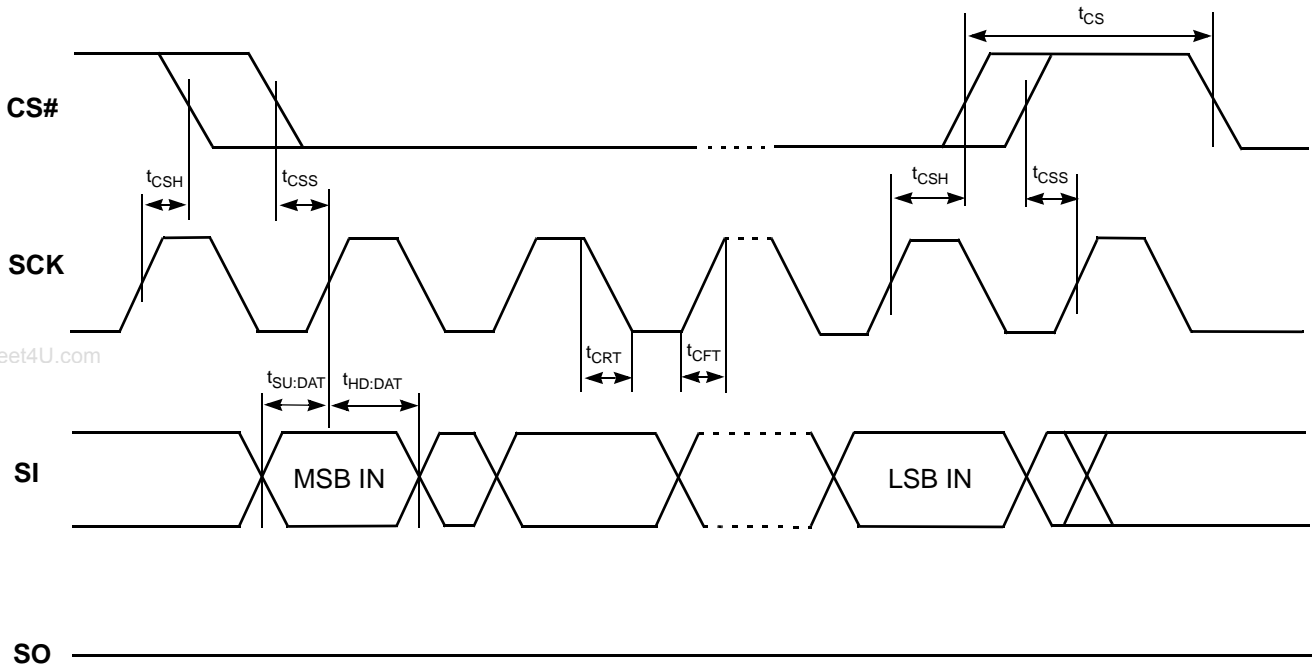 tCS
CS#
tCSH
tCSS
tCSH
tCSS
SCK
eet4U.com
tCRT
tCFT
tSU:DAT
tHD:DAT
SI
MSB IN
LSB IN
SO